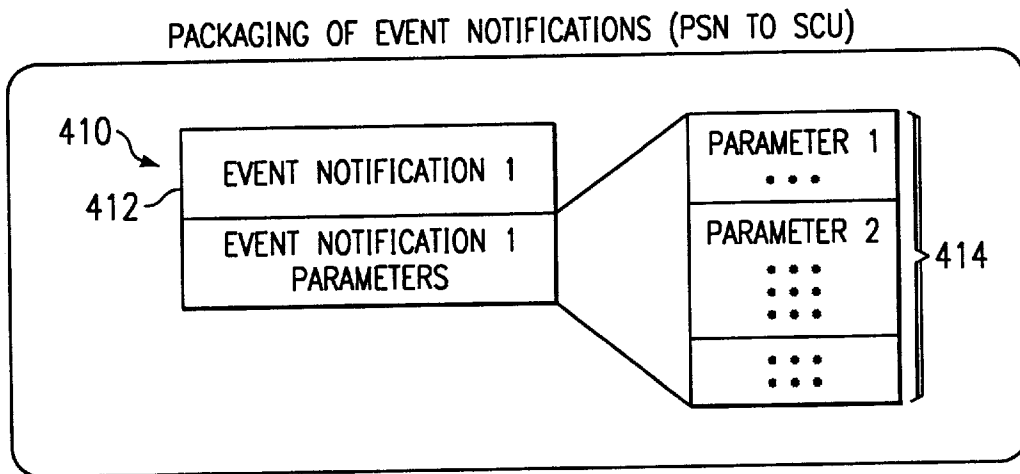 PACKAGING OF EVENT NOTIFICATIONS (PSN TO SCU)
410
412
EVENT NOTIFICATION 1
EVENT NOTIFICATION 1
PARAMETERS
PARAMETER 1
• • •
PARAMETER 2
• • •
• • •
• • •
• • •
• • •
414